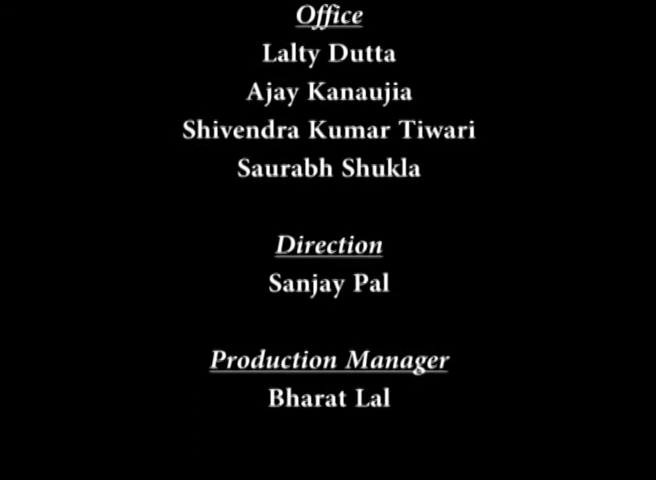 Office
Lalty Dutta
Ajay Kanaujia
Shivendra Kumar Tiwari
Saurabh Shukla
Direction
Sanjay Pal
Production Manager
Bharat Lal